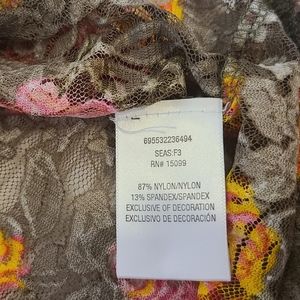 695532236494
SEAS:F3
RN# 15099
87% NYLON/NYLON
13% SPANDEX/SPANDEX
EXCLUSIVE OF DECORATION
EXCLUSIVO DE DECORACIÓN